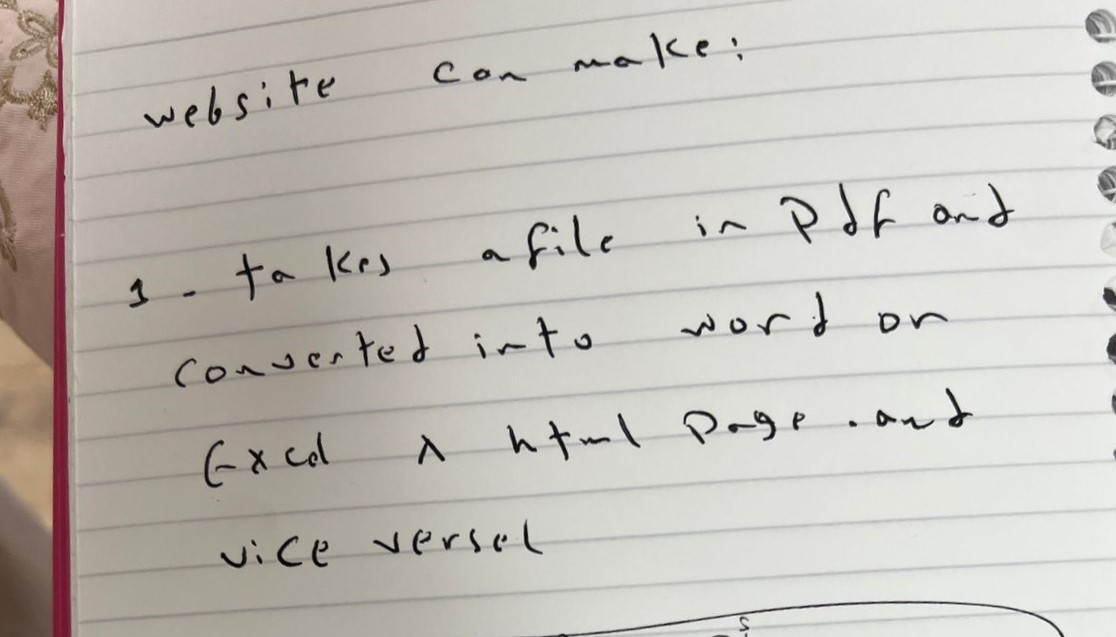 website can make:
1 - takes a file in Pdf and
converted into word or
Excel λ html Page . and
vice versel